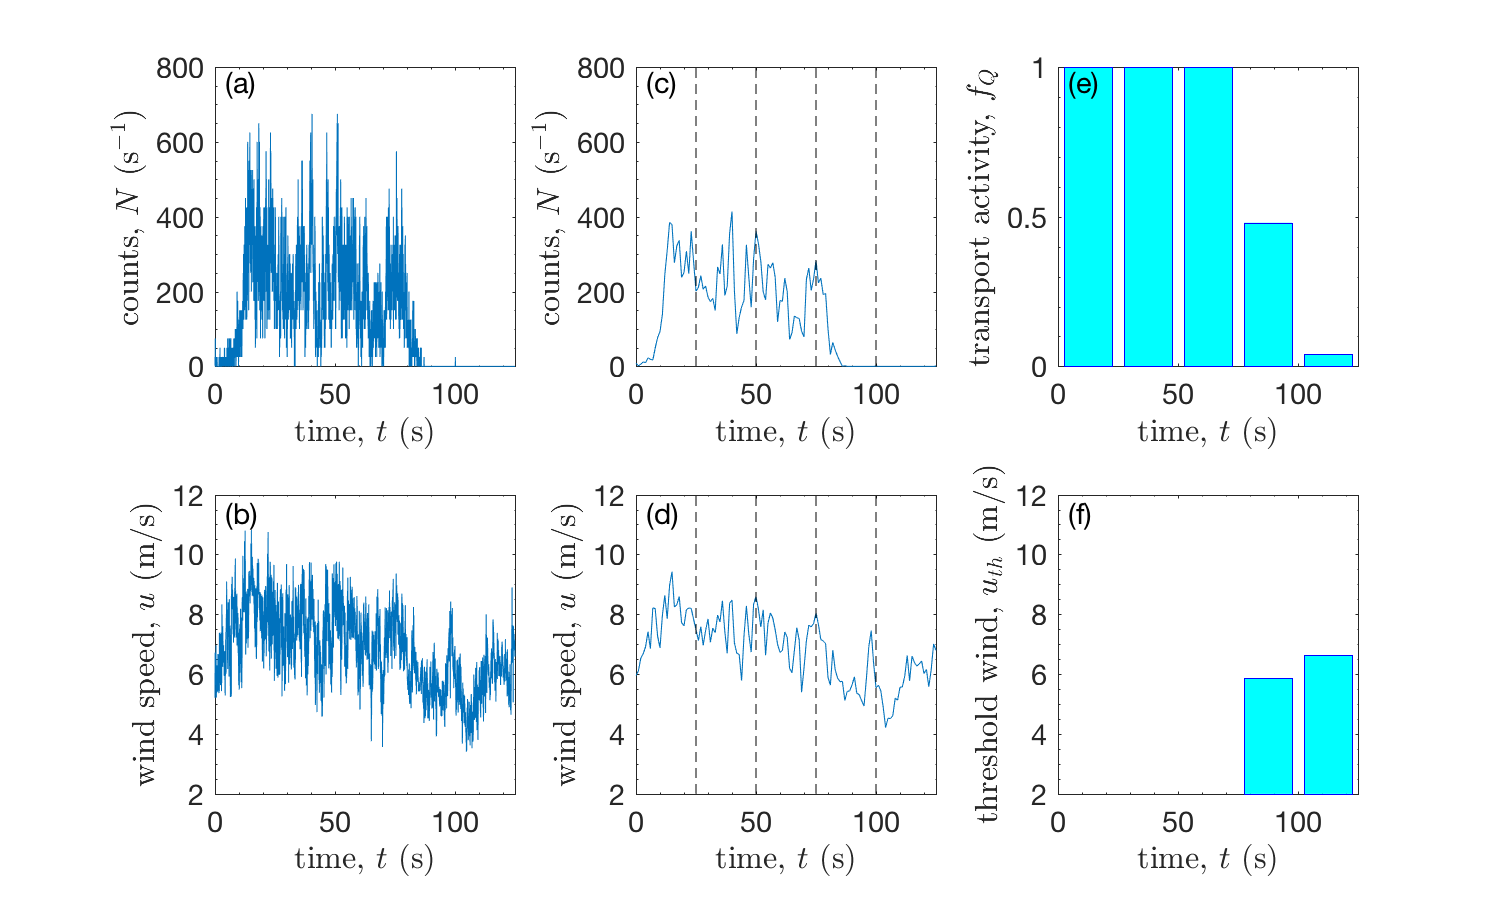 (a)
800
600
400
200
0
counts, N (s⁻¹)
0 50 100
time, t (s)
(c)
800
600
400
200
0
counts, N (s⁻¹)
0 50 100
time, t (s)
(e)
1
0.5
0
transport activity, f_Q
0 50 100
time, t (s)
(b)
12
10
8
6
4
2
wind speed, u (m/s)
0 50 100
time, t (s)
(d)
12
10
8
6
4
2
wind speed, u (m/s)
0 50 100
time, t (s)
(f)
12
10
8
6
4
2
threshold wind, u_th (m/s)
0 50 100
time, t (s)